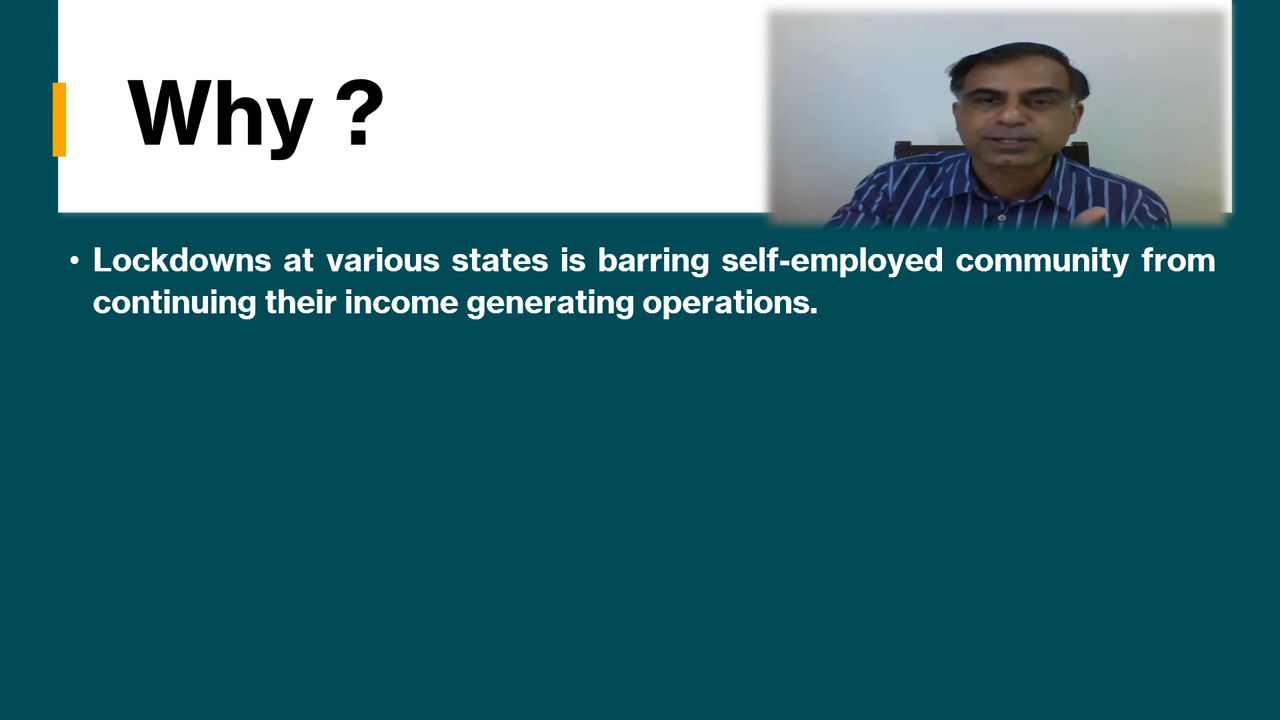 Why ?
• Lockdowns at various states is barring self-employed community from
continuing their income generating operations.